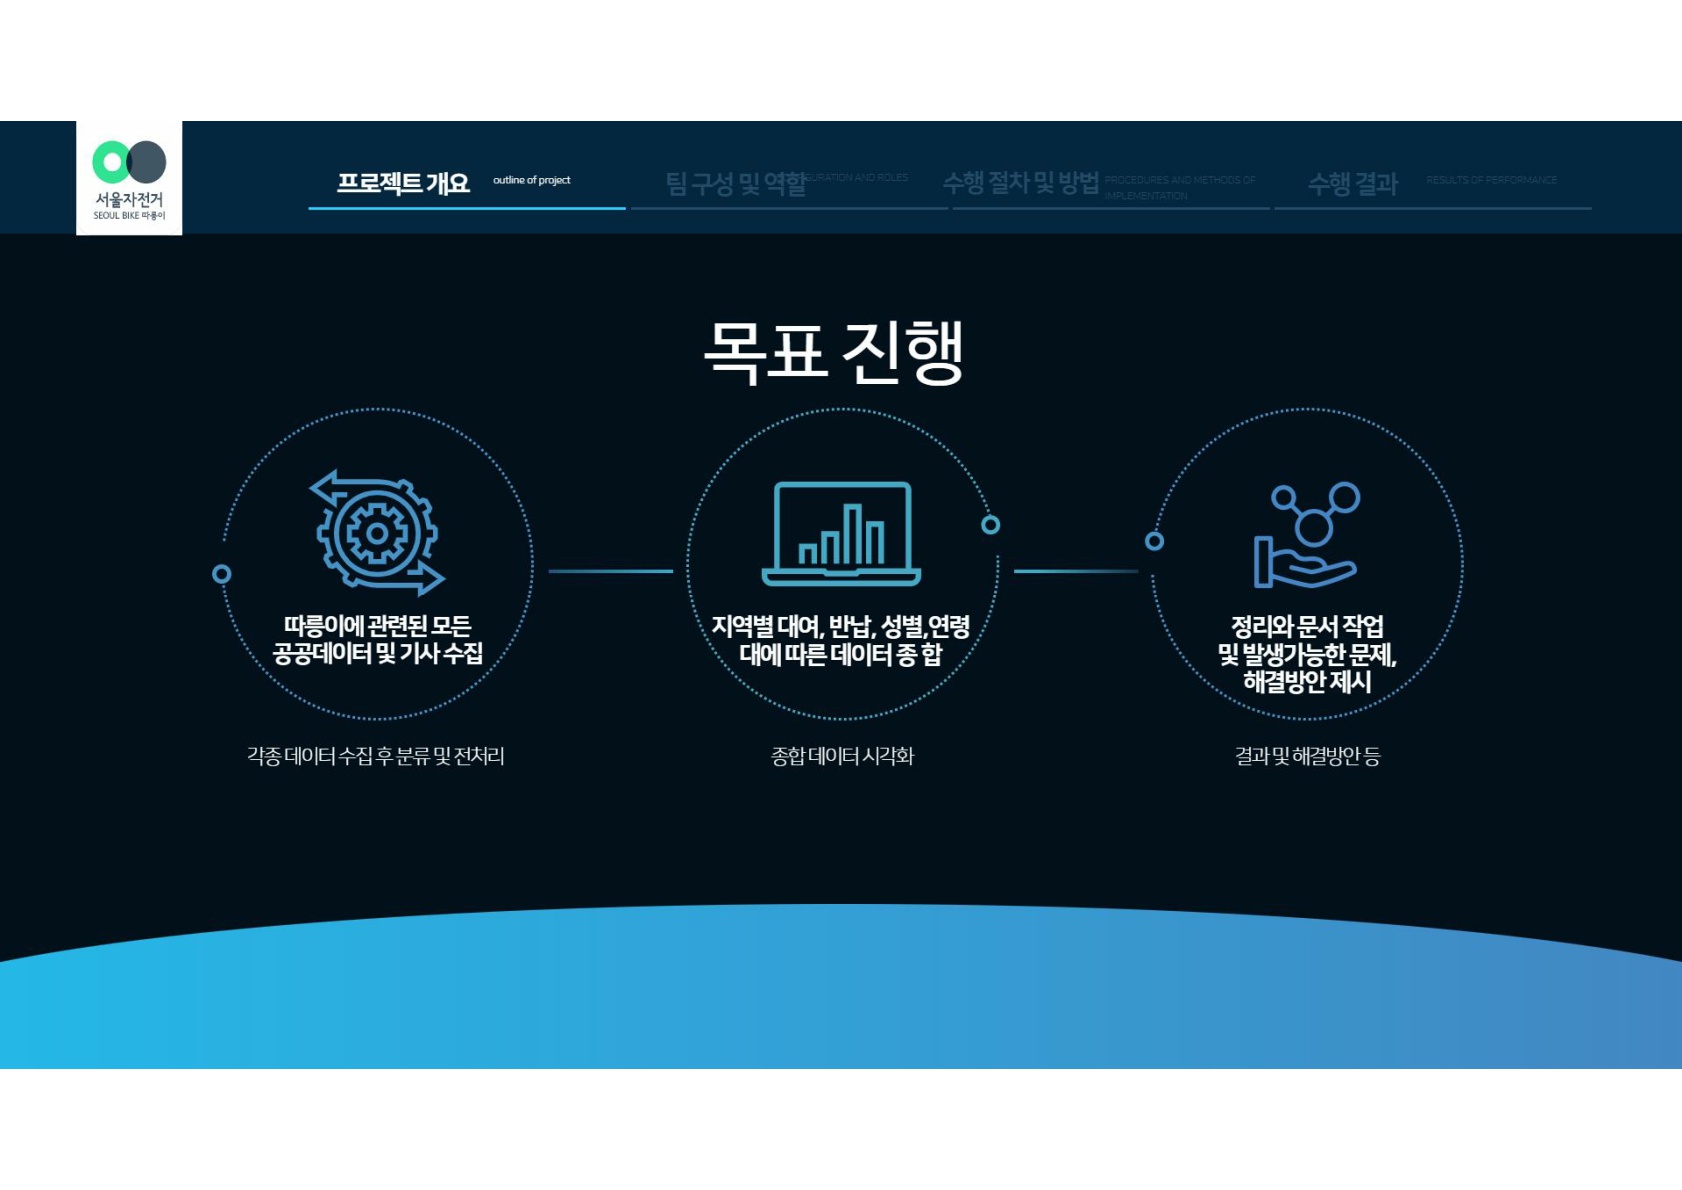 서울자전거
SEOUL BIKE 따릉이
프로젝트 개요
outline of project
팀 구성 및 역할
AND ROLES
수행 절차 및 방법
PROCEDURES AND METHODS OF
IMPLEMENTATION
수행 결과
RESULTS OF PERFORMANCE
목표 진행
따릉이에 관련된 모든
공공데이터 및 기사 수집
지역별 대여, 반납, 성별,연령
대에 따른 데이터 종 합
정리와 문서 작업
및 발생가능한 문제,
해결방안 제시
각종 데이터 수집 후 분류 및 전처리
종합 데이터 시각화
결과 및 해결방안 등